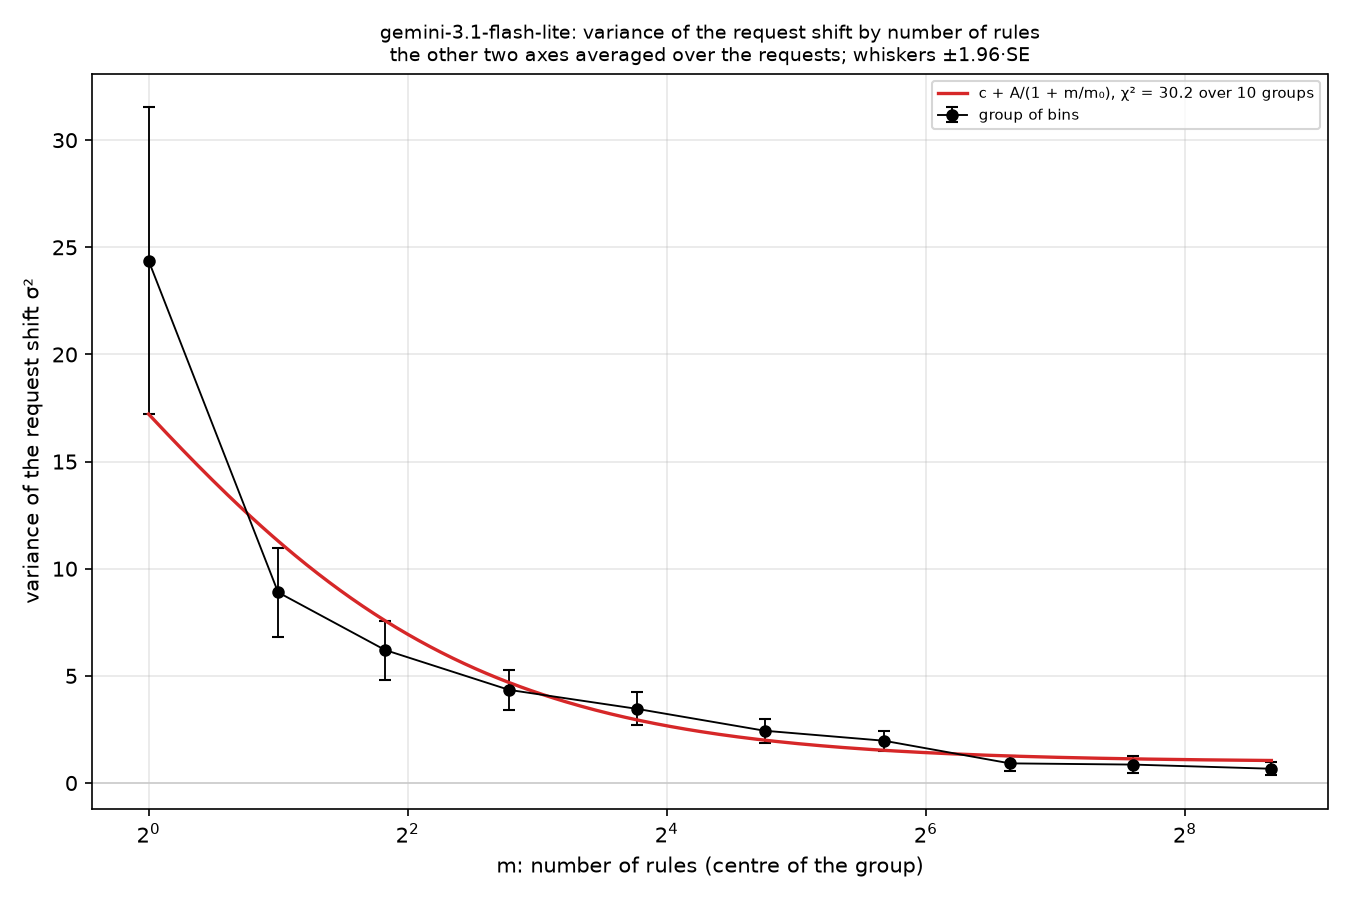 gemini-3.1-flash-lite: variance of the request shift by number of rules
the other two axes averaged over the requests; whiskers ±1.96·SE
c + A/(1 + m/m₀), χ² = 30.2 over 10 groups
group of bins
variance of the request shift σ²
30
25
20
15
10
5
0
2⁰ 2² 2⁴ 2⁶ 2⁸
m: number of rules (centre of the group)